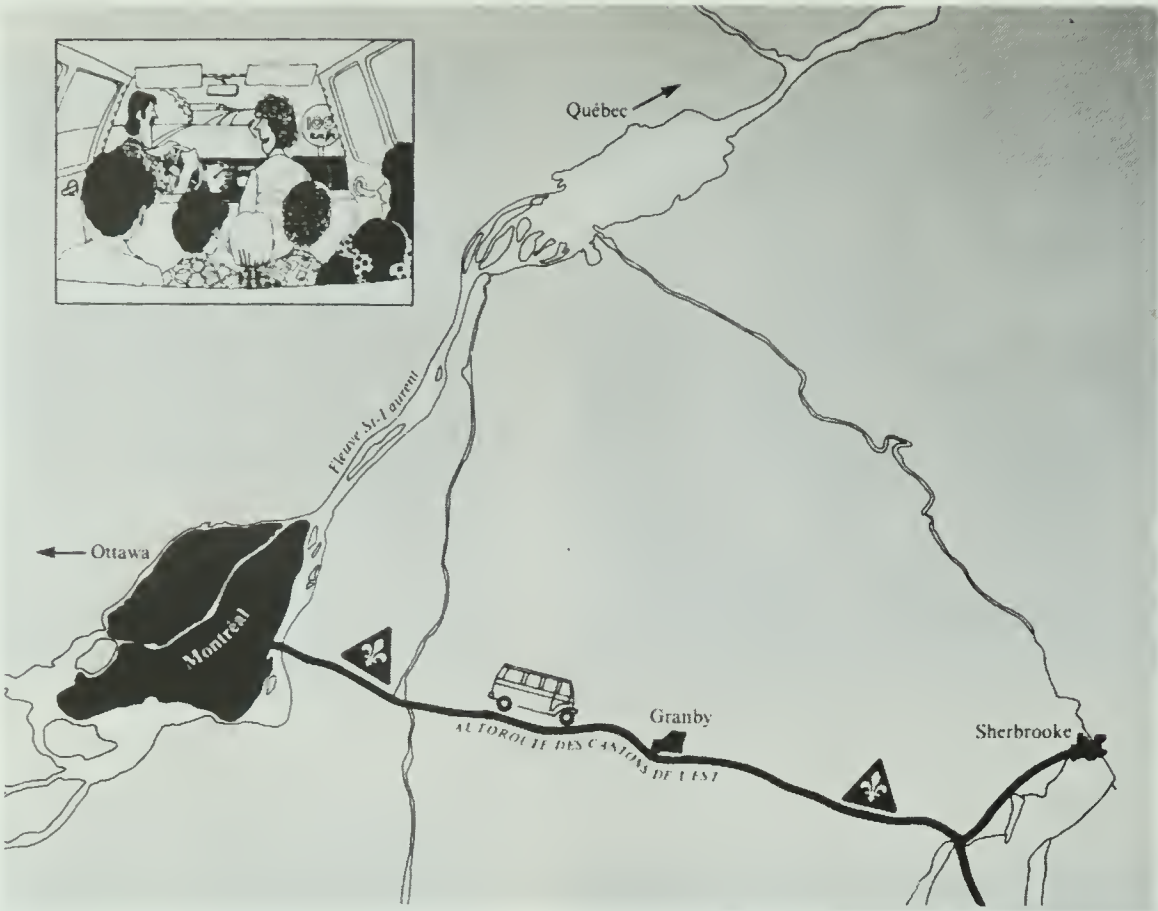 Québec
Fleuve St-Laurent
Ottawa
Montréal
Granby
AUTOROUTE DES CANTONS DE L'EST
Sherbrooke